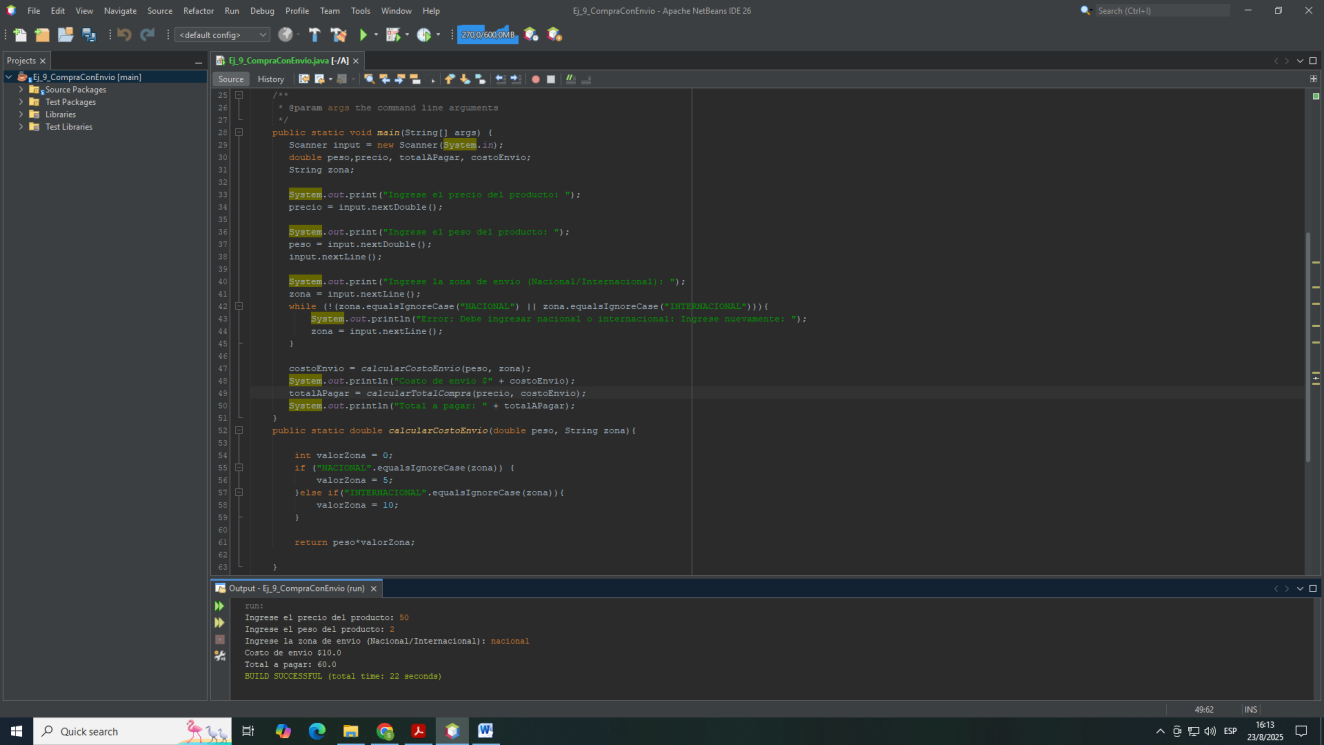 File Edit View Navigate Source Refactor Run Debug Profile Team Tools Window Help
Ej_9_CompraConEnvio - Apache NetBeans IDE 26
Search (Ctrl+I)
<default config>
270.0/600.0MB
Projects
Ej_9_CompraConEnvio.java [-/A]
Ej_9_CompraConEnvio [main]
Source Packages
Test Packages
Libraries
Test Libraries
Source History
25 /**
26 * @param args the command line arguments
27 */
28 public static void main(String[] args) {
29 Scanner input = new Scanner(System.in);
30 double peso,precio, totalAPagar, costoEnvio;
31 String zona;
32
33 System.out.print("Ingrese el precio del producto: ");
34 precio = input.nextDouble();
35
36 System.out.print("Ingrese el peso del producto: ");
37 peso = input.nextDouble();
38 input.nextLine();
39
40 System.out.print("Ingrese la zona de envio (Nacional/Internacional): ");
41 zona = input.nextLine();
42 while (!(zona.equalsIgnoreCase("NACIONAL") || zona.equalsIgnoreCase("INTERNACIONAL"))){
43 System.out.println("Error: Debe ingresar nacional o internacional: Ingrese nuevamente: ");
44 zona = input.nextLine();
45 }
46
47 costoEnvio = calcularCostoEnvio(peso, zona);
48 System.out.println("Costo de envio $" + costoEnvio);
49 totalAPagar = calcularTotalCompra(precio, costoEnvio);
50 System.out.println("Total a pagar: " + totalAPagar);
51 }
52 public static double calcularCostoEnvio(double peso, String zona){
53
54 int valorZona = 0;
55 if ("NACIONAL".equalsIgnoreCase(zona)) {
56 valorZona = 5;
57 }else if("INTERNACIONAL".equalsIgnoreCase(zona)){
58 valorZona = 10;
59 }
60
61 return peso*valorZona;
62
63 }
Output - Ej_9_CompraConEnvio (run)
run:
Ingrese el precio del producto: 50
Ingrese el peso del producto: 2
Ingrese la zona de envio (Nacional/Internacional): nacional
Costo de envio $10.0
Total a pagar: 60.0
BUILD SUCCESSFUL (total time: 22 seconds)
49:62 INS
Quick search
ESP
16:13
23/8/2025